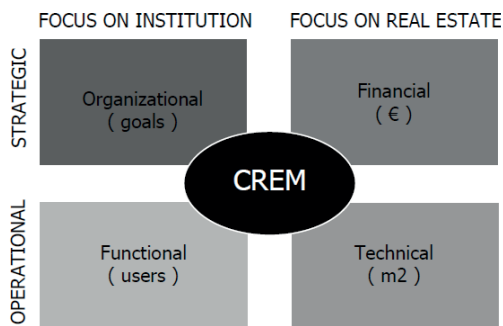 FOCUS ON INSTITUTION
FOCUS ON REAL ESTATE
STRATEGIC
Organizational
( goals )
Financial
( € )
CREM
OPERATIONAL
Functional
( users )
Technical
( m2 )